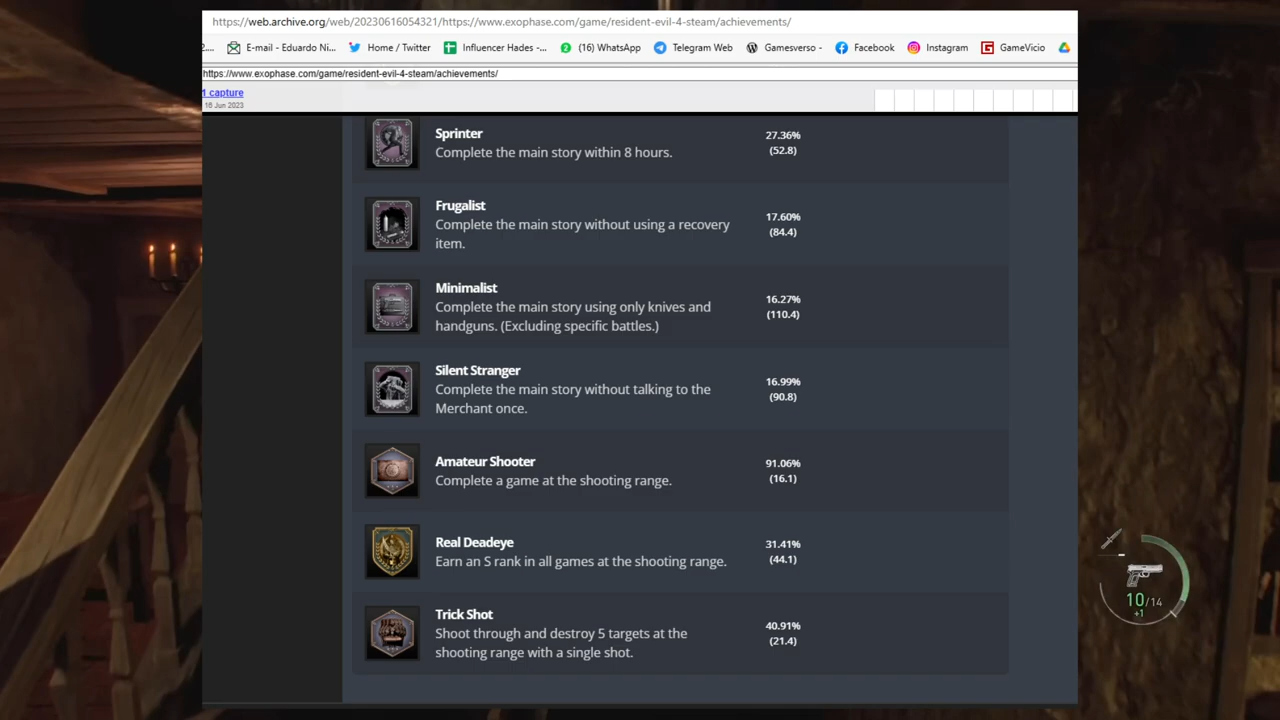 https://web.archive.org/web/20230616054321/https://www.exophase.com/game/resident-evil-4-steam/achievements/
2.... E-mail - Eduardo Ni... Home / Twitter Influencer Hades -... (16) WhatsApp Telegram Web Gamesverso - Facebook Instagram GameVicio
https://www.exophase.com/game/resident-evil-4-steam/achievements/
1 capture
16 Jun 2023
Sprinter
Complete the main story within 8 hours.
27.36%
(52.8)
Frugalist
Complete the main story without using a recovery
item.
17.60%
(84.4)
Minimalist
Complete the main story using only knives and
handguns. (Excluding specific battles.)
16.27%
(110.4)
Silent Stranger
Complete the main story without talking to the
Merchant once.
16.99%
(90.8)
Amateur Shooter
Complete a game at the shooting range.
91.06%
(16.1)
Real Deadeye
Earn an S rank in all games at the shooting range.
31.41%
(44.1)
Trick Shot
Shoot through and destroy 5 targets at the
shooting range with a single shot.
40.91%
(21.4)
10/14
+1